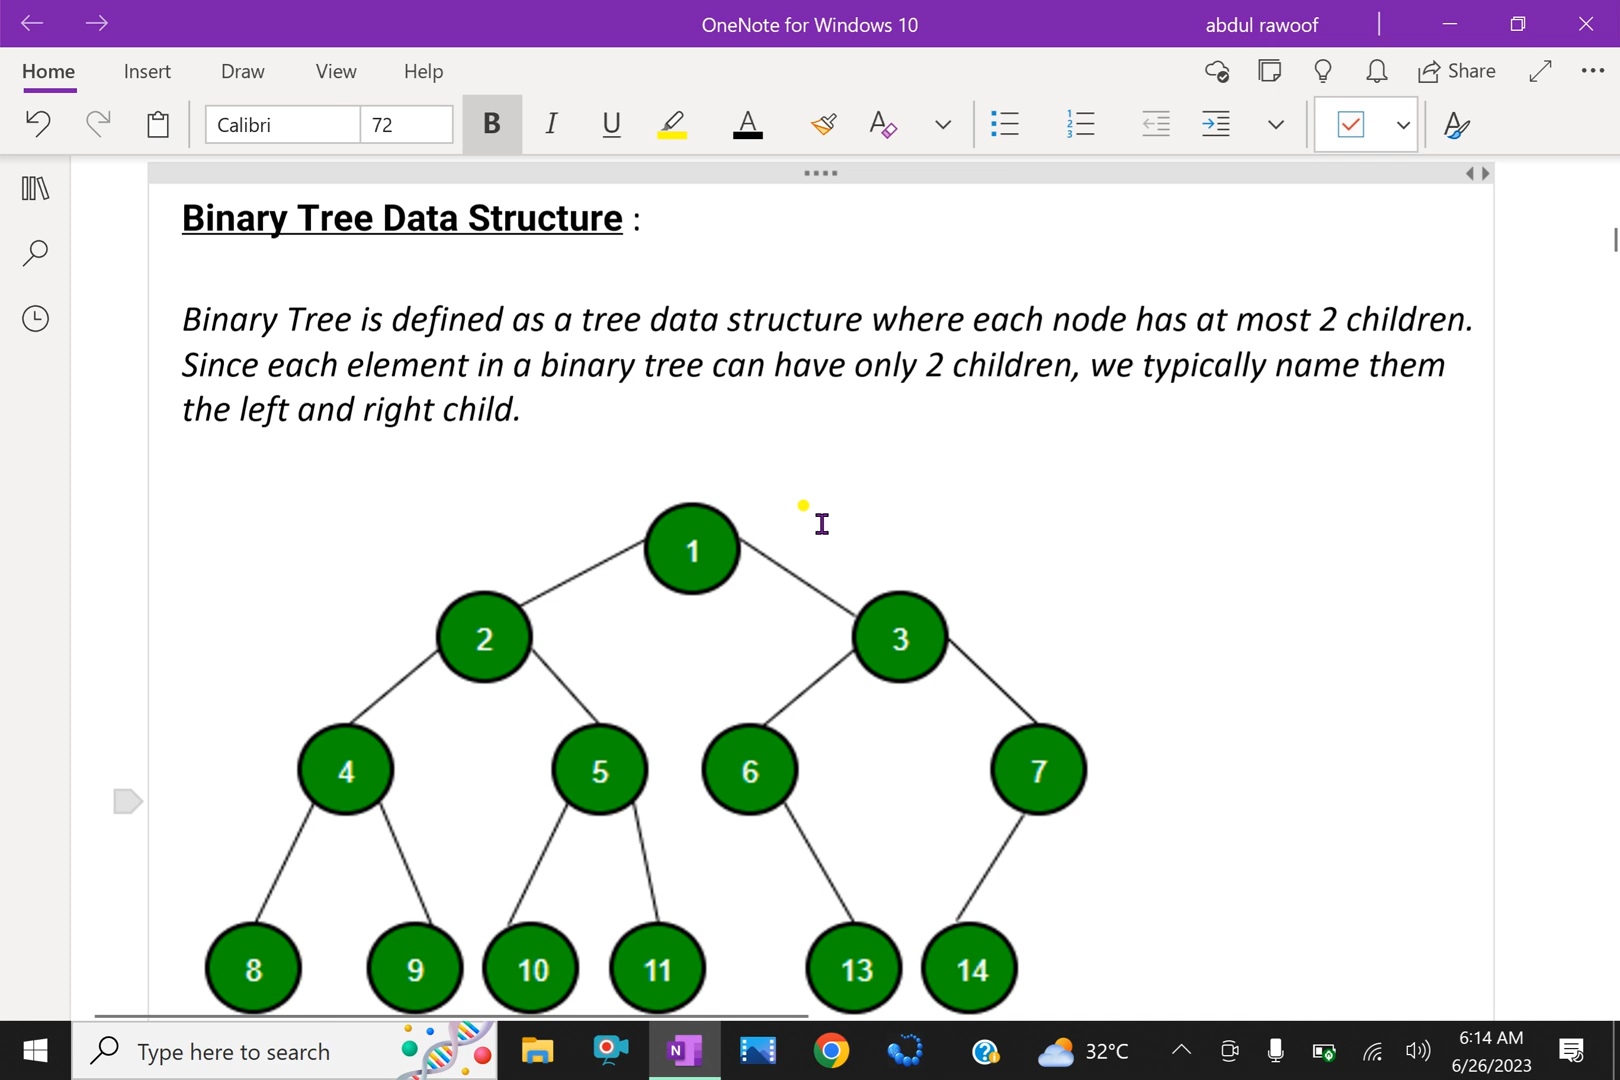 OneNote for Windows 10
abdul rawoof
Home Insert Draw View Help
Share
Calibri 72 B I U A A
Binary Tree Data Structure :
Binary Tree is defined as a tree data structure where each node has at most 2 children.
Since each element in a binary tree can have only 2 children, we typically name them
the left and right child.
1
2 3
4 5 6 7
8 9 10 11 13 14
Type here to search
N
32°C
6:14 AM
6/26/2023